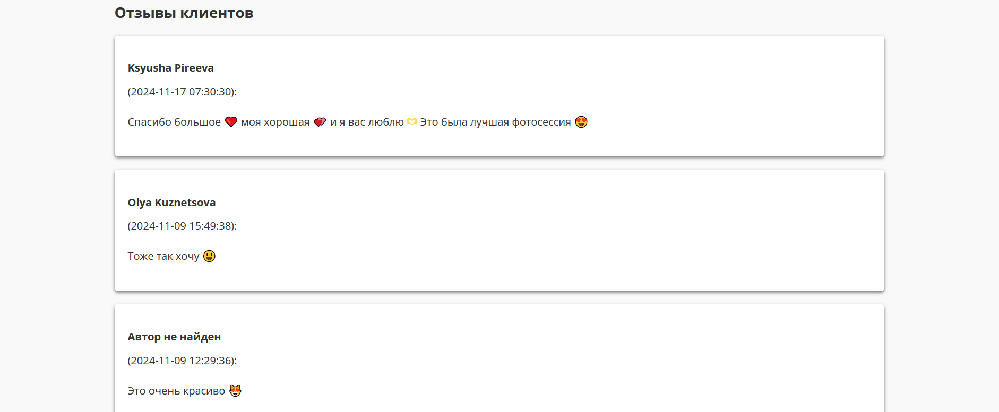 Отзывы клиентов
Ksyusha Pireeva
(2024-11-17 07:30:30):
Спасибо большое ❤️ моя хорошая 💞 и я вас люблю 🫶 Это была лучшая фотосессия 😍
Olya Kuznetsova
(2024-11-09 15:49:38):
Тоже так хочу 😃
Автор не найден
(2024-11-09 12:29:36):
Это очень красиво 😻